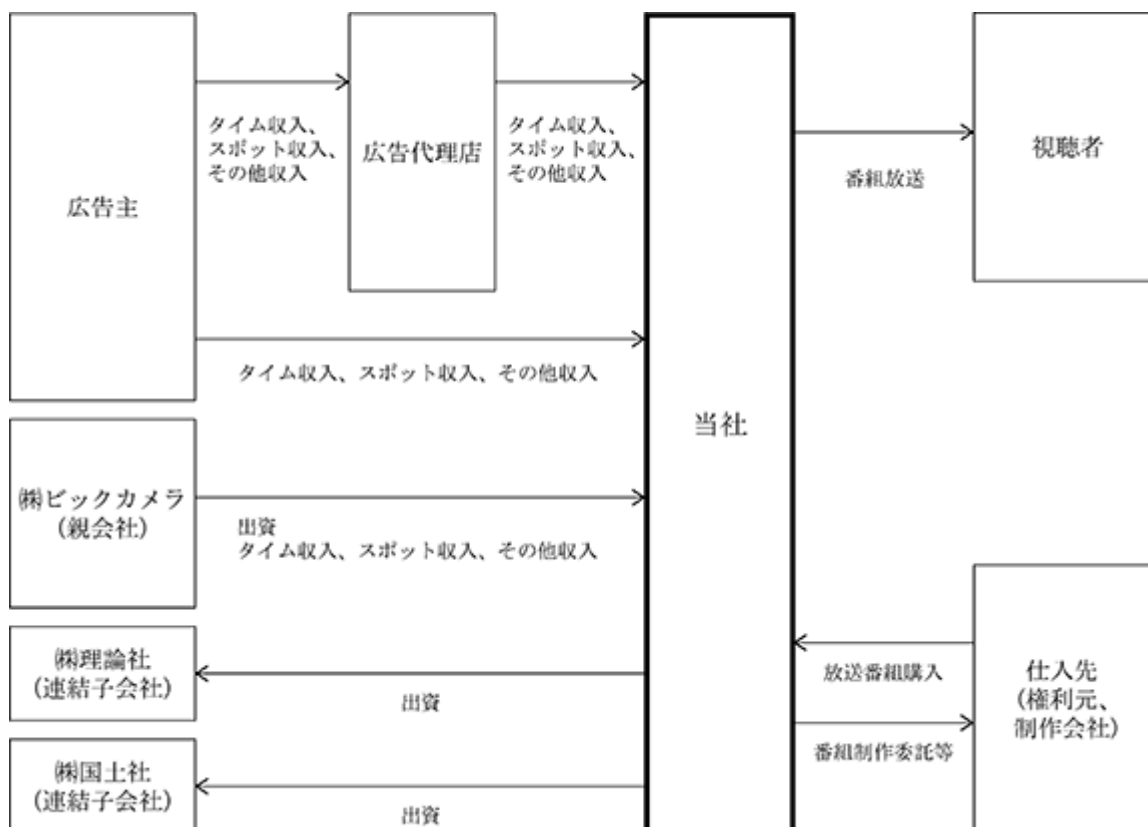 広告主
タイム収入、
スポット収入、
その他収入
広告代理店
タイム収入、
スポット収入、
その他収入
タイム収入、スポット収入、その他収入
㈱ビックカメラ
(親会社)
出資
タイム収入、スポット収入、その他収入
㈱理論社
(連結子会社)
出資
㈱国土社
(連結子会社)
出資
当社
番組放送
視聴者
放送番組購入
番組制作委託等
仕入先
(権利元、
制作会社)